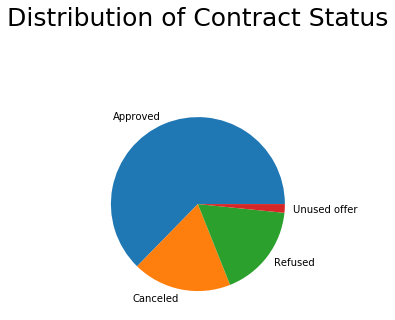 Distribution of Contract Status
Approved
Unused offer
Refused
Canceled